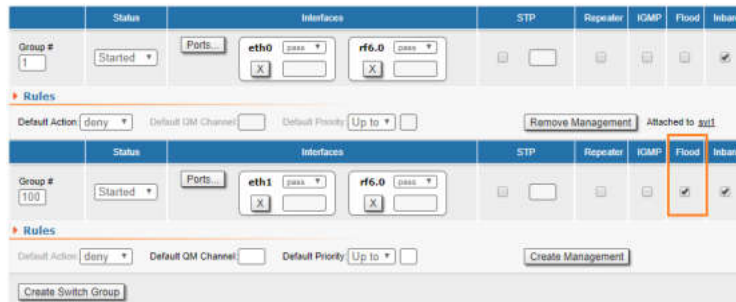 Status Interfaces STP Repeater IGMP Flood Inban
Group # Ports... eth0 pass rf6.0 pass
1 Started X X
Rules
Default Action: deny Default QM Channel: Default Priority: Up to Remove Management Attached to svi1
Status Interfaces STP Repeater IGMP Flood Inban
Group # Ports... eth1 pass rf6.0 pass
100 Started X X
Rules
Default Action: deny Default QM Channel: Default Priority: Up to Create Management
Create Switch Group